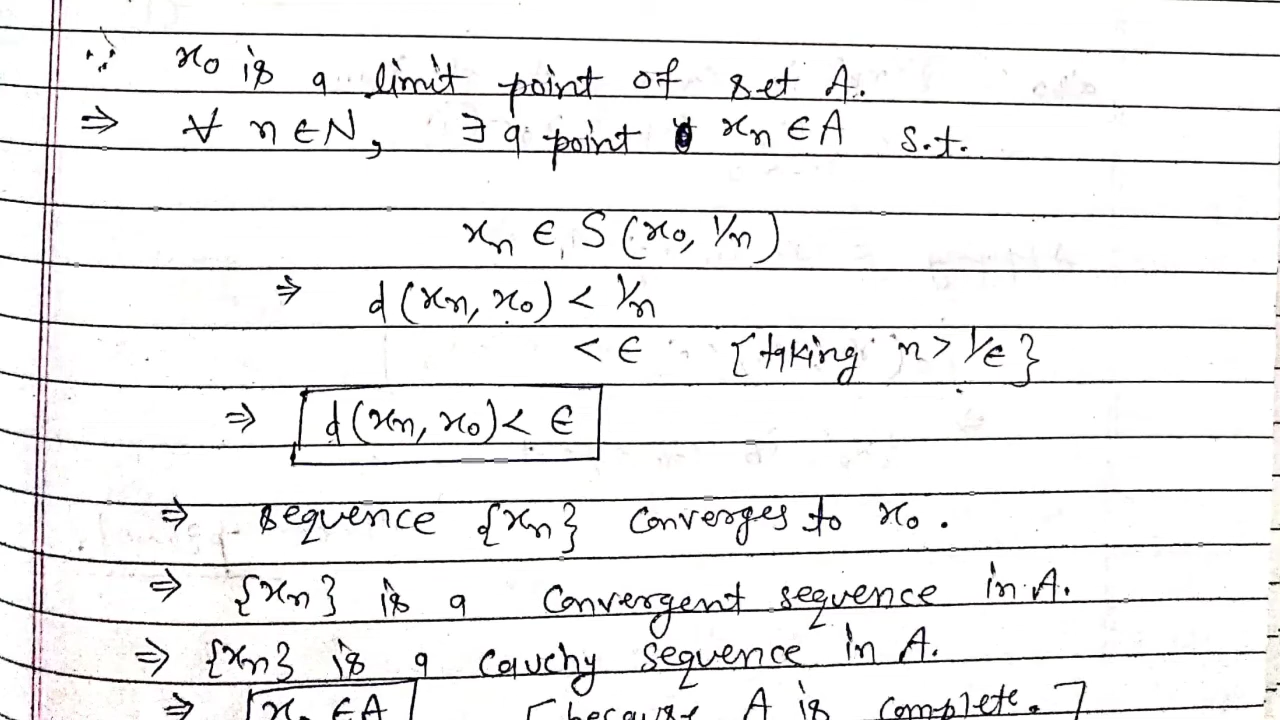 ∵ x₀ is a limit point of set A.
⇒ ∀ n ∈ N, ∃ a point xₙ ∈ A s.t.
xₙ ∈ S (x₀, 1/n)
⇒ d (xₙ, x₀) < 1/n
< ∈ [taking n > 1/∈}
⇒ d (xₙ, x₀) < ∈
⇒ sequence {xₙ} converges to x₀.
⇒ {xₙ} is a convergent sequence in A.
⇒ {xₙ} is a cauchy sequence in A.
⇒ x₀ ∈ A [because A is complete.]